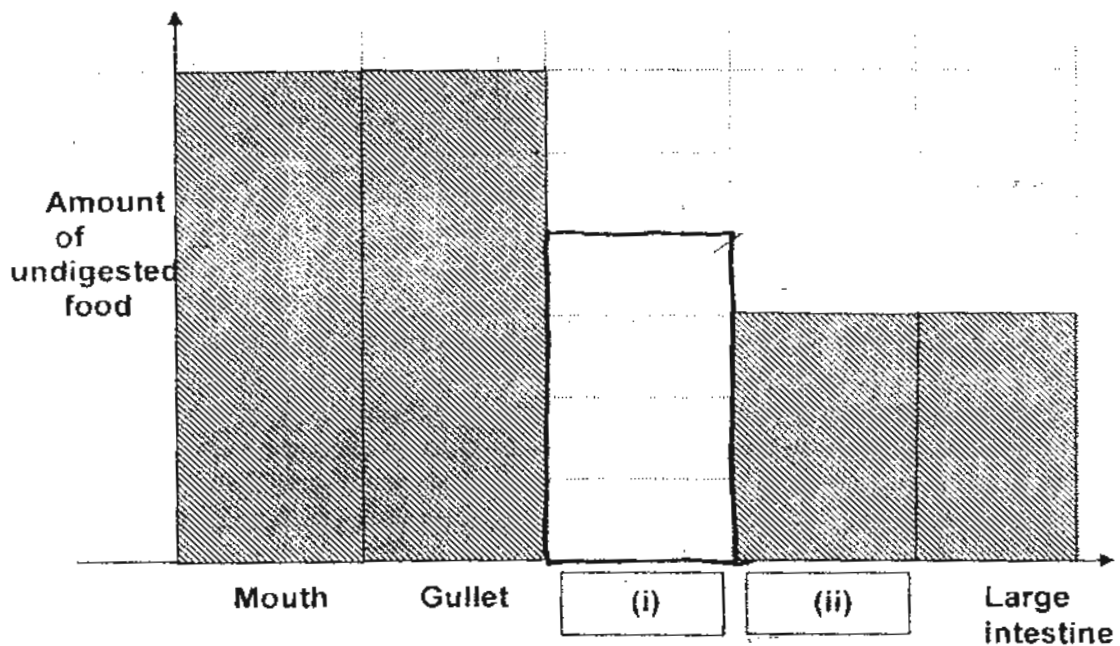 Amount
of
undigested
food
Mouth
Gullet
(i)
(ii)
Large
intestine